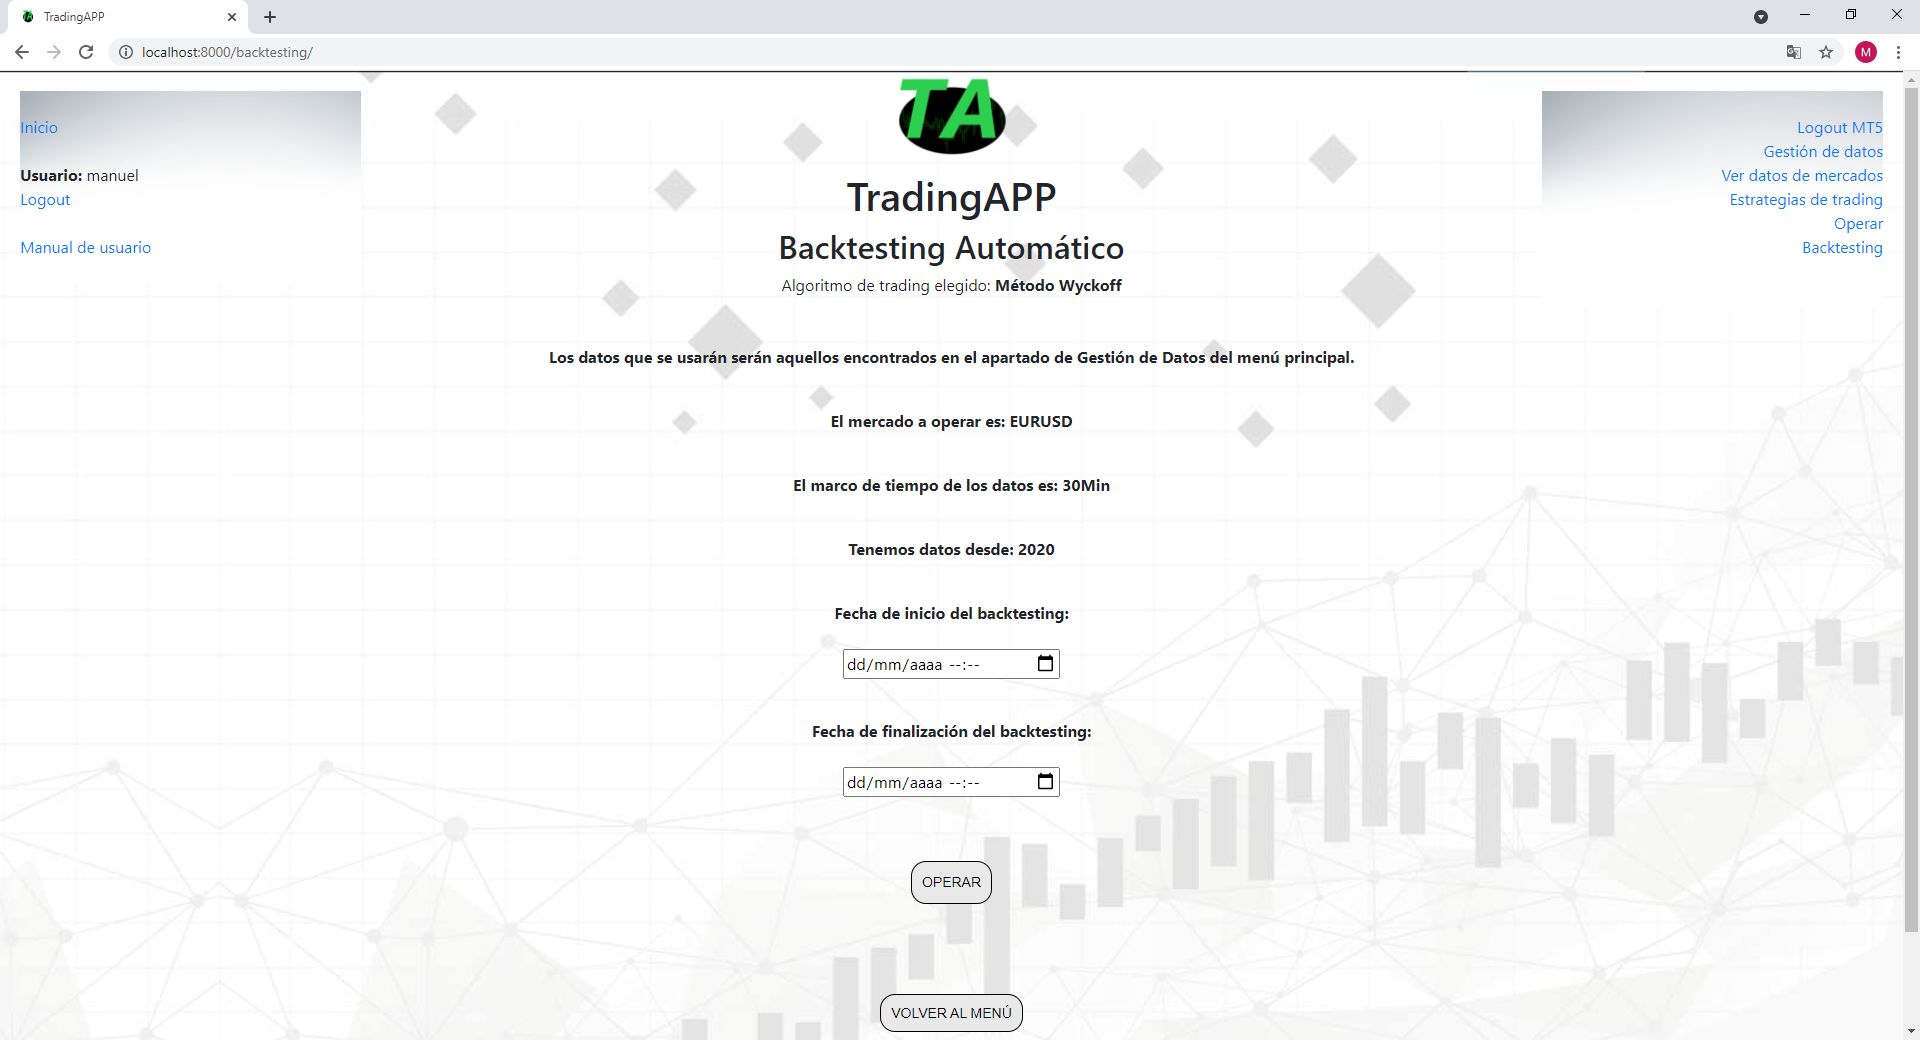 TradingAPP
localhost:8000/backtesting/
M
Inicio
Usuario: manuel
Logout
Manual de usuario
TA
TradingAPP
Backtesting Automático
Algoritmo de trading elegido: Método Wyckoff
Logout MT5
Gestión de datos
Ver datos de mercados
Estrategias de trading
Operar
Backtesting
Los datos que se usarán serán aquellos encontrados en el apartado de Gestión de Datos del menú principal.
El mercado a operar es: EURUSD
El marco de tiempo de los datos es: 30Min
Tenemos datos desde: 2020
Fecha de inicio del backtesting:
dd/mm/aaaa --:--
Fecha de finalización del backtesting:
dd/mm/aaaa --:--
OPERAR
VOLVER AL MENÚ